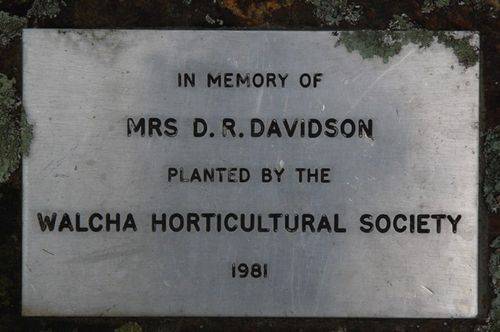 IN MEMORY OF
MRS D.R. DAVIDSON
PLANTED BY THE
WALCHA HORTICULTURAL SOCIETY
1981